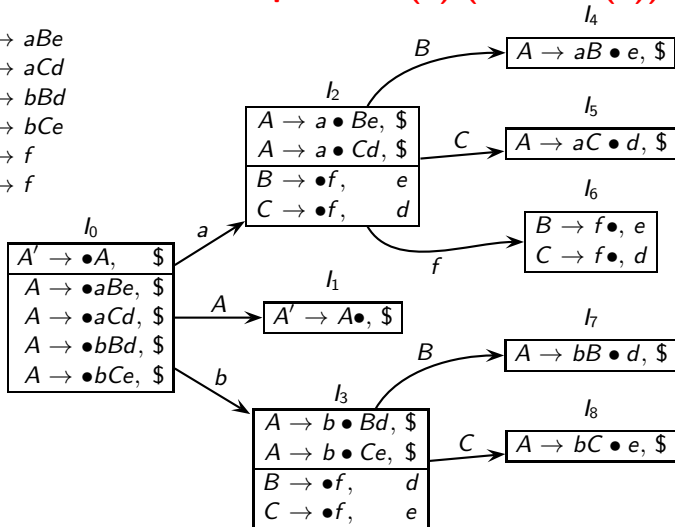 → aBe
→ aCd
→ bBd
→ bCe
→ f
→ f
I₀
A′ → •A, $
A → •aBe, $
A → •aCd, $
A → •bBd, $
A → •bCe, $
a
A
b
I₂
A → a • Be, $
A → a • Cd, $
B → •f, e
C → •f, d
I₁
A′ → A•, $
I₃
A → b • Bd, $
A → b • Ce, $
B → •f, d
C → •f, e
B
C
f
B
C
I₄
A → aB • e, $
I₅
A → aC • d, $
I₆
B → f•, e
C → f•, d
I₇
A → bB • d, $
I₈
A → bC • e, $